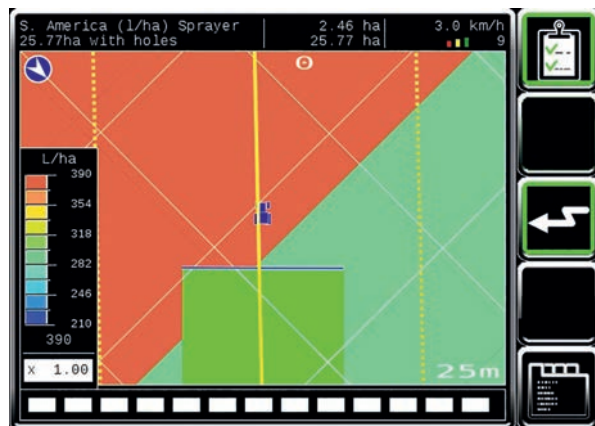 S. America (l/ha) Sprayer 2.46 ha 3.0 km/h
25.77ha with holes 25.77 ha 9
L/ha
390
354
318
282
246
210
390
x 1.00
25m